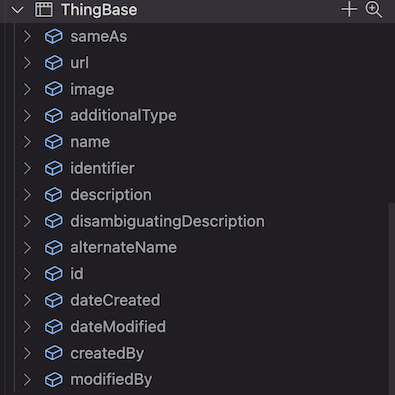 ThingBase
sameAs
url
image
additionalType
name
identifier
description
disambiguatingDescription
alternateName
id
dateCreated
dateModified
createdBy
modifiedBy